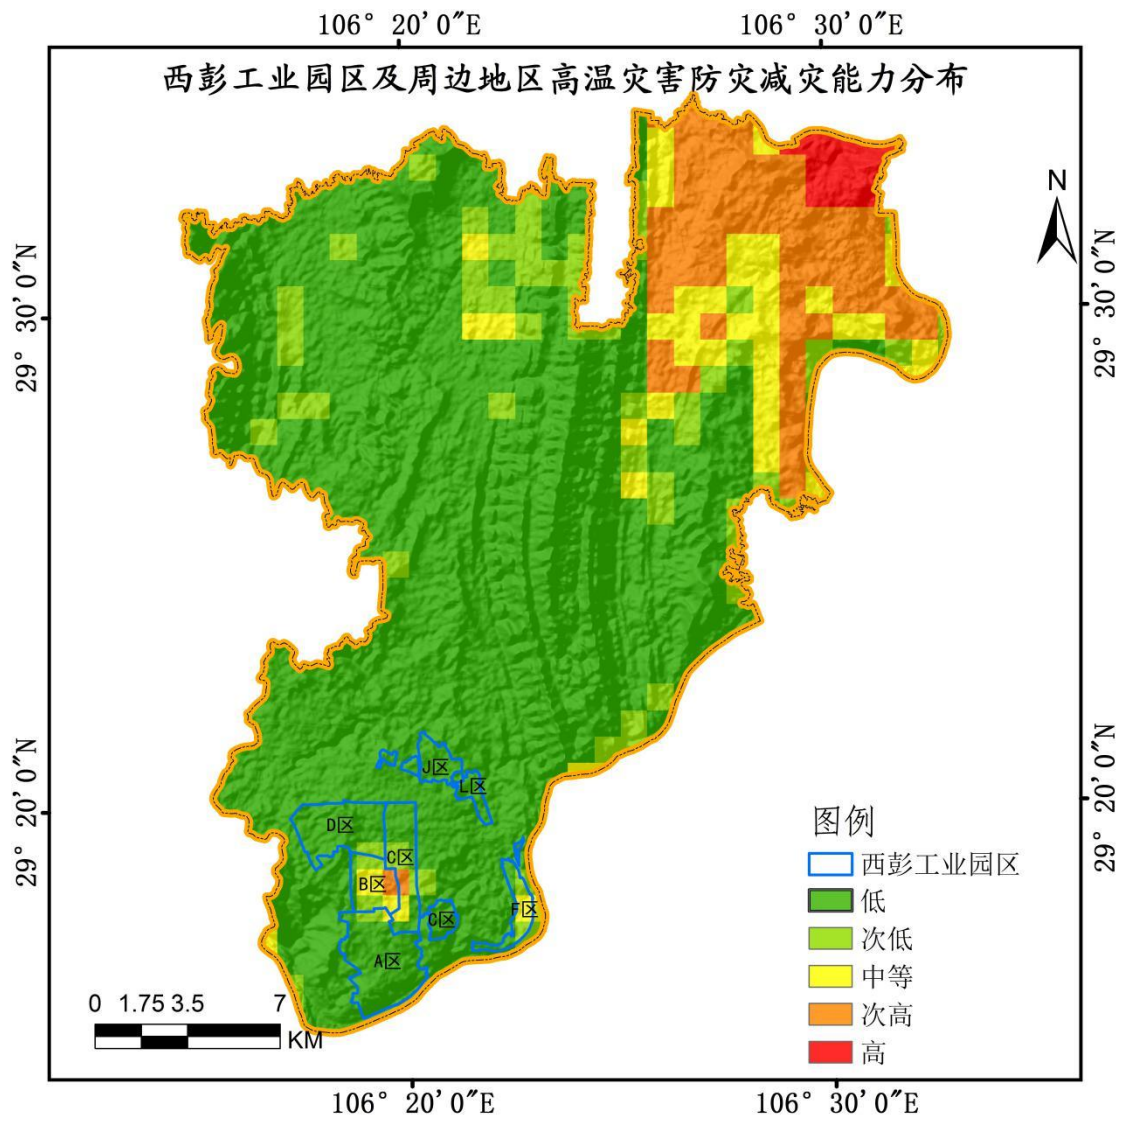 106° 20′0″E 106° 30′0″E
西彭工业园区及周边地区高温灾害防灾减灾能力分布
N
29° 30′0″N
29° 30′0″N
29° 20′0″N
29° 20′0″N
J区
L区
D区
C区
B区
C区
F区
A区
图例
西彭工业园区
低
次低
中等
次高
高
0 1.75 3.5 7
KM
106° 20′0″E 106° 30′0″E